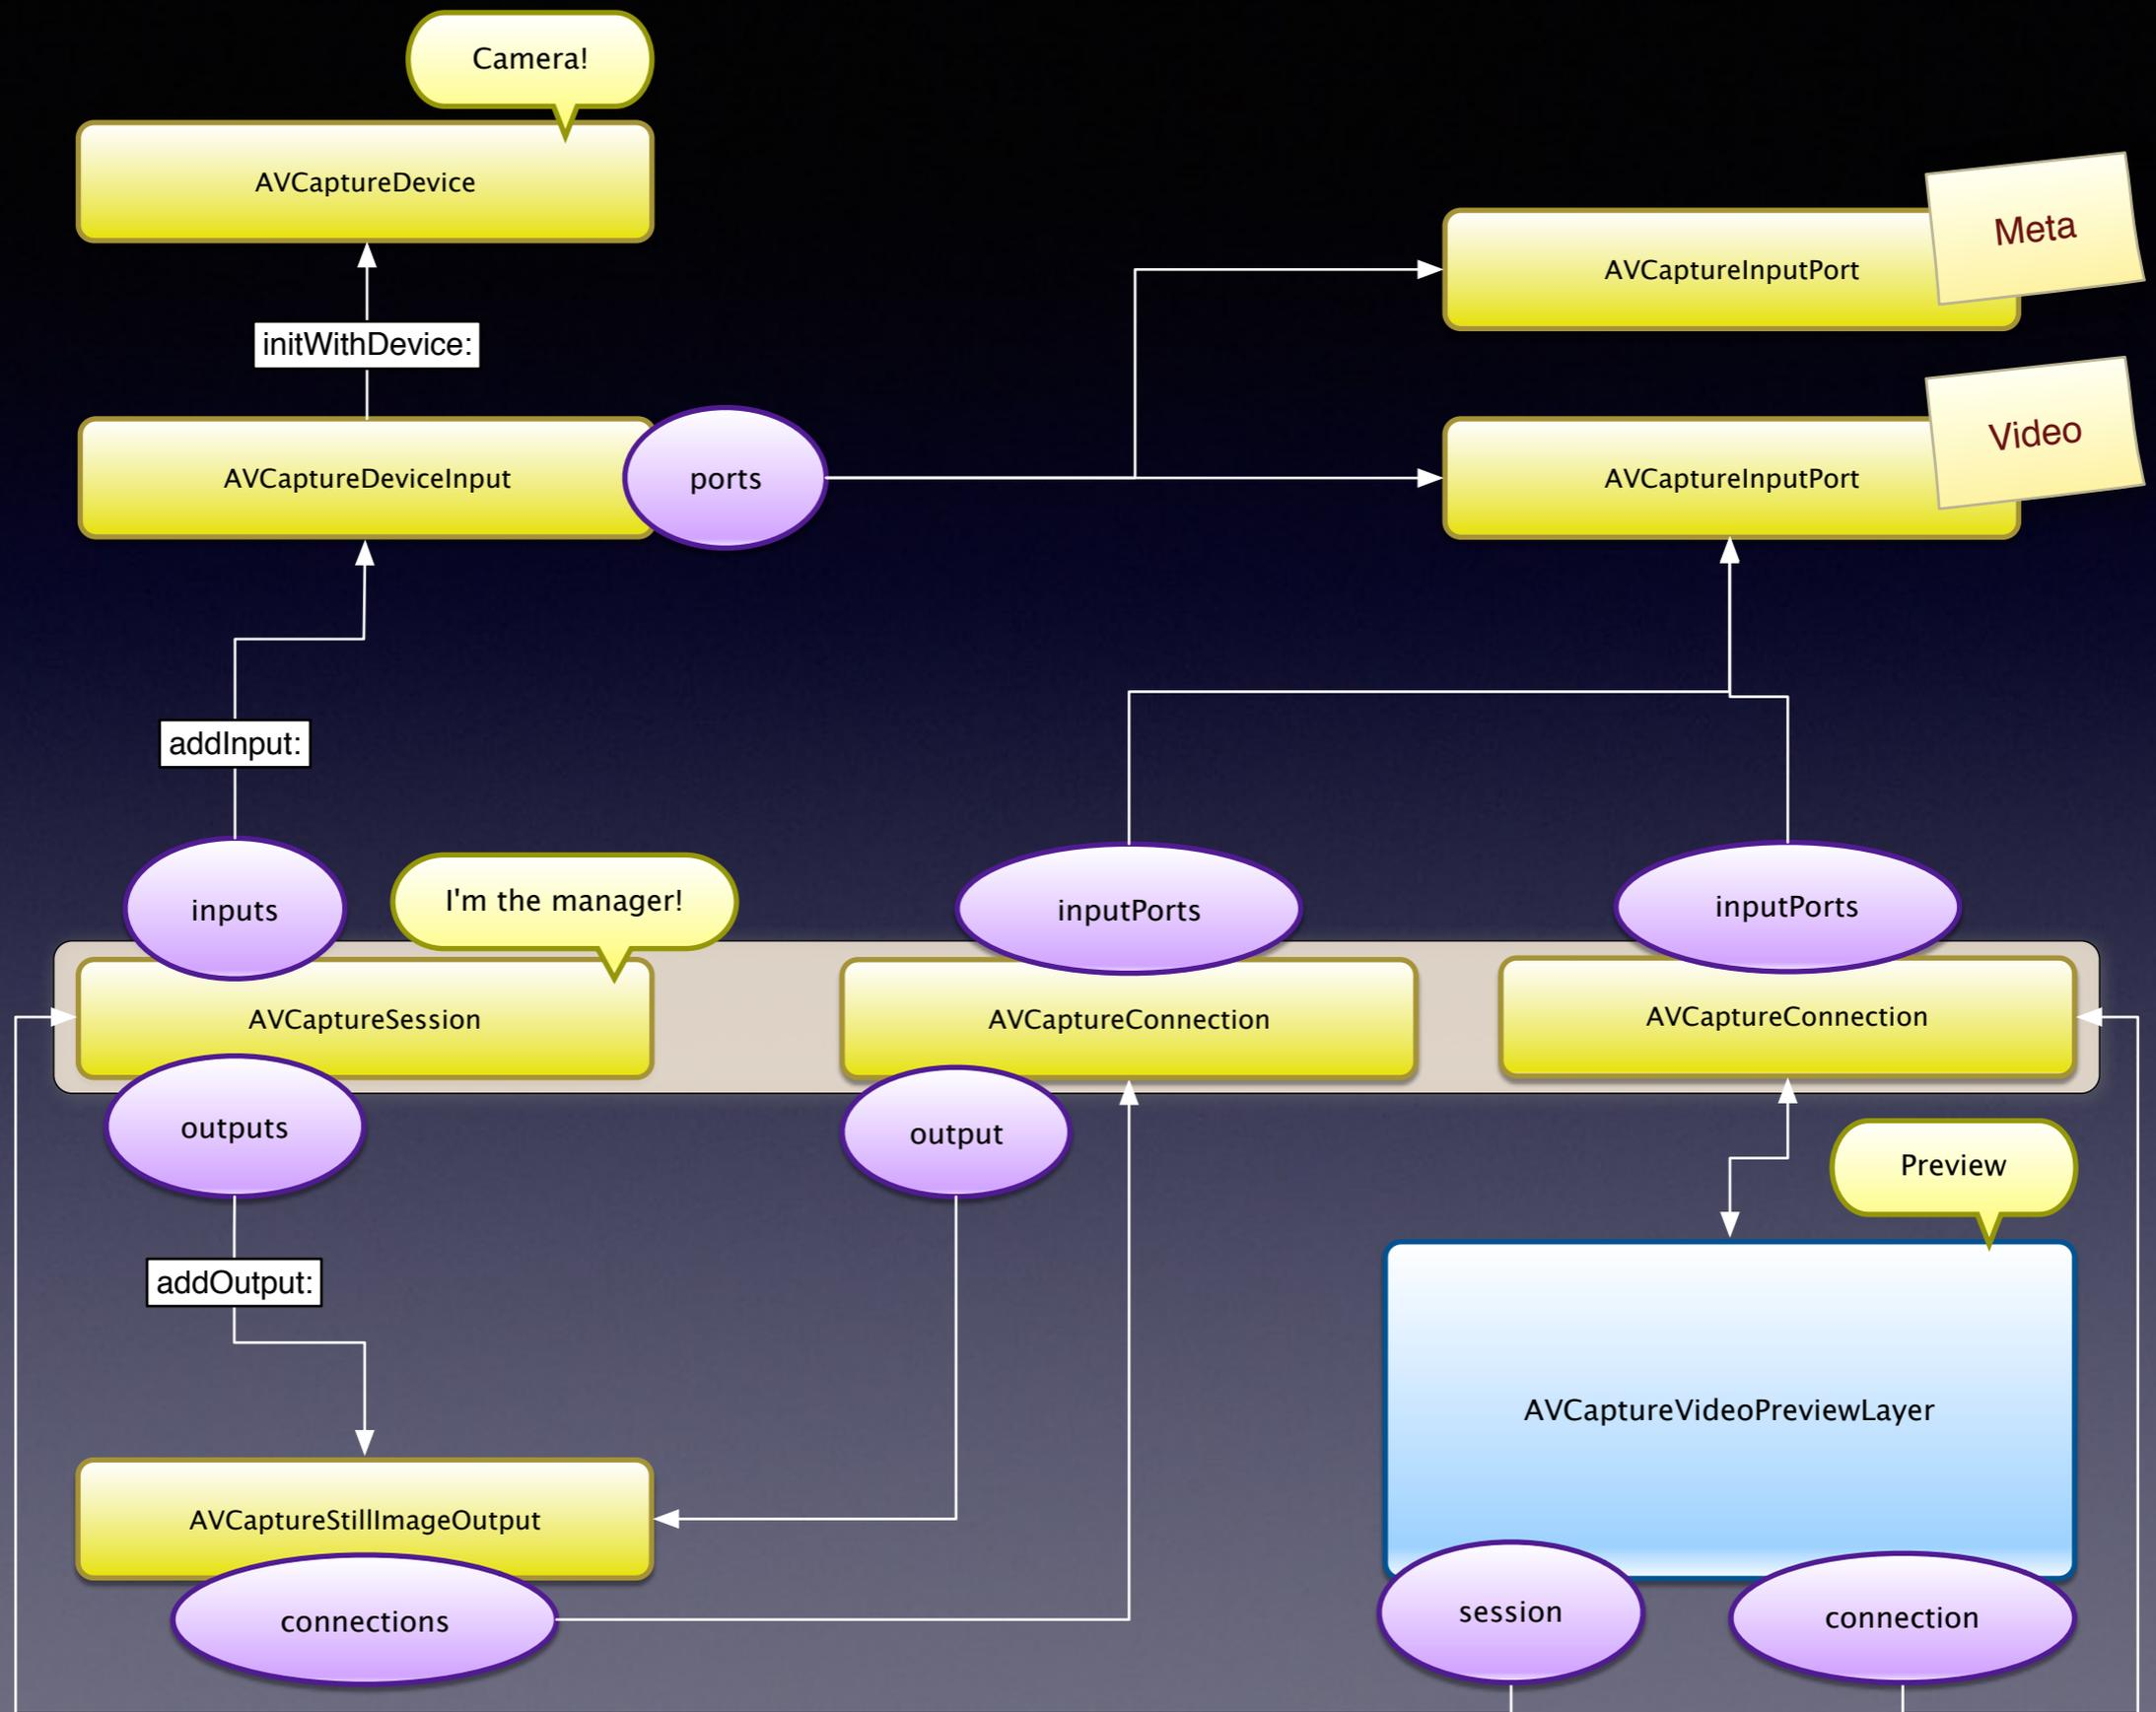 Camera!
AVCaptureDevice
Meta
AVCaptureInputPort
initWithDevice:
Video
AVCaptureDeviceInput
ports
AVCaptureInputPort
addInput:
inputs
I'm the manager!
inputPorts
inputPorts
AVCaptureSession
AVCaptureConnection
AVCaptureConnection
outputs
output
Preview
addOutput:
AVCaptureVideoPreviewLayer
AVCaptureStillImageOutput
connections
session
connection